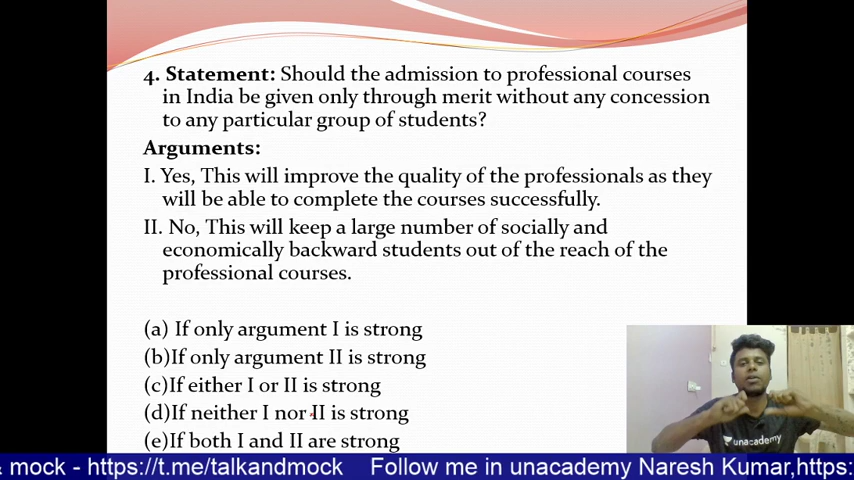 4. Statement: Should the admission to professional courses
in India be given only through merit without any concession
to any particular group of students?
Arguments:
I. Yes, This will improve the quality of the professionals as they
will be able to complete the courses successfully.
II. No, This will keep a large number of socially and
economically backward students out of the reach of the
professional courses.
(a) If only argument I is strong
(b)If only argument II is strong
(c)If either I or II is strong
(d)If neither I nor II is strong
(e)If both I and II are strong
unacademy
& mock - https://t.me/talkandmock Follow me in unacademy Naresh Kumar,https: